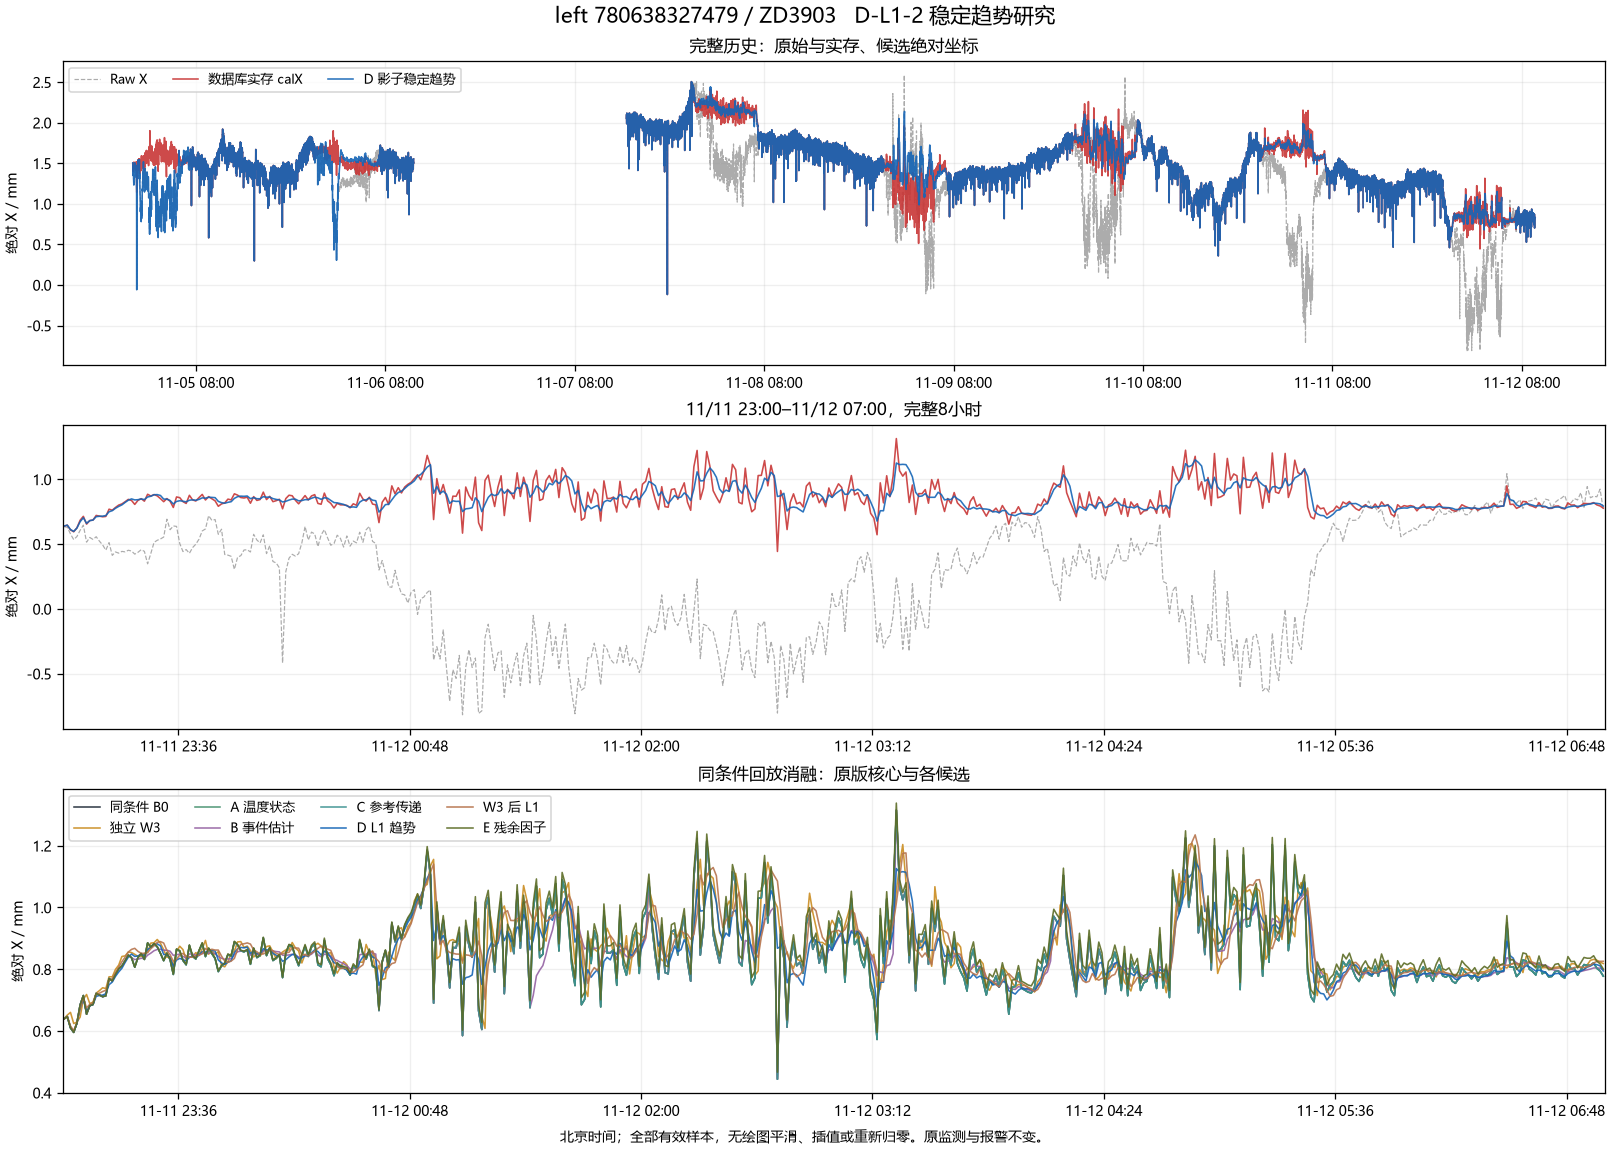 left 780638327479 / ZD3903   D-L1-2 稳定趋势研究
完整历史：原始与实存、候选绝对坐标
Raw X 数据库实存 calX D 影子稳定趋势
绝对 X / mm
2.5
2.0
1.5
1.0
0.5
0.0
-0.5
11-05 08:00 11-06 08:00 11-07 08:00 11-08 08:00 11-09 08:00 11-10 08:00 11-11 08:00 11-12 08:00
11/11 23:00–11/12 07:00，完整8小时
绝对 X / mm
1.0
0.5
0.0
-0.5
11-11 23:36 11-12 00:48 11-12 02:00 11-12 03:12 11-12 04:24 11-12 05:36 11-12 06:48
同条件回放消融：原版核心与各候选
同条件 B0 A 温度状态 C 参考传递 W3 后 L1
独立 W3 B 事件估计 D L1 趋势 E 残余因子
绝对 X / mm
1.2
1.0
0.8
0.6
0.4
11-11 23:36 11-12 00:48 11-12 02:00 11-12 03:12 11-12 04:24 11-12 05:36 11-12 06:48
北京时间；全部有效样本，无绘图平滑、插值或重新归零。原监测与报警不变。